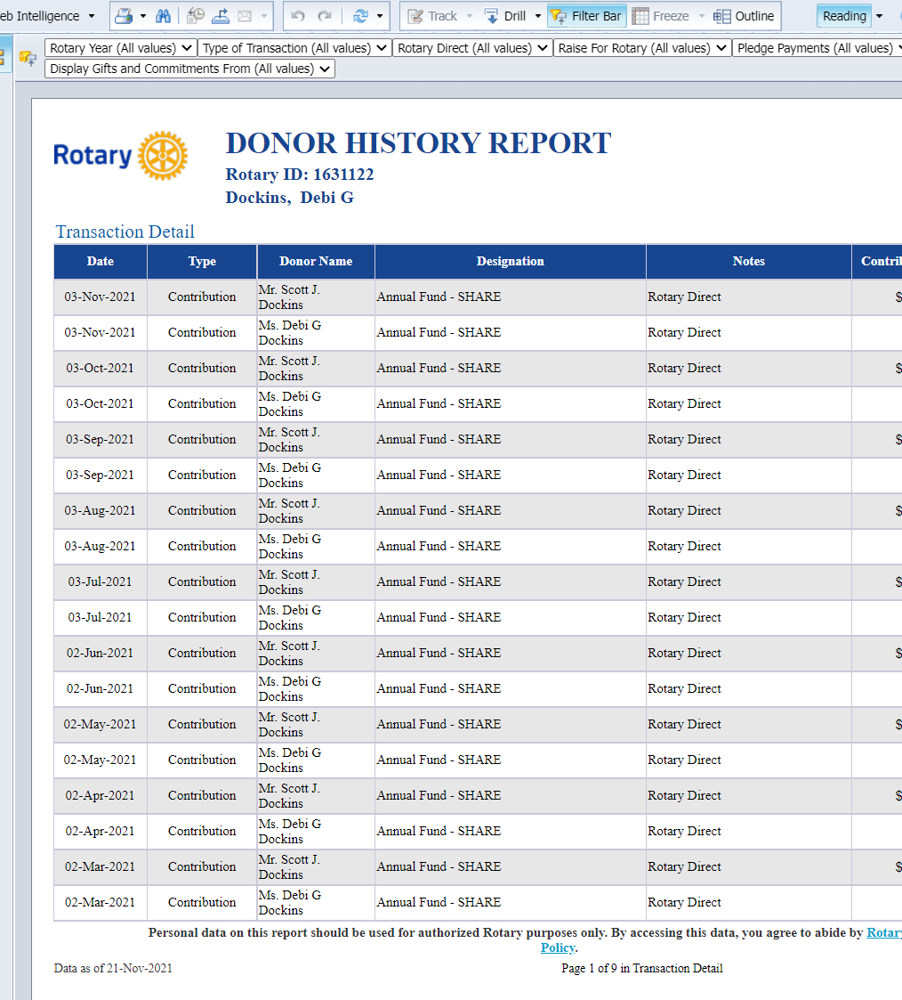 eb Intelligence Track Drill Filter Bar Freeze Outline Reading
Rotary Year (All values) Type of Transaction (All values) Rotary Direct (All values) Raise For Rotary (All values) Pledge Payments (All values)
Display Gifts and Commitments From (All values)
Rotary
DONOR HISTORY REPORT
Rotary ID: 1631122
Dockins, Debi G
Transaction Detail
Date Type Donor Name Designation Notes Contri
03-Nov-2021 Contribution Mr. Scott J. Dockins Annual Fund - SHARE Rotary Direct $
03-Nov-2021 Contribution Ms. Debi G Dockins Annual Fund - SHARE Rotary Direct
03-Oct-2021 Contribution Mr. Scott J. Dockins Annual Fund - SHARE Rotary Direct $
03-Oct-2021 Contribution Ms. Debi G Dockins Annual Fund - SHARE Rotary Direct
03-Sep-2021 Contribution Mr. Scott J. Dockins Annual Fund - SHARE Rotary Direct $
03-Sep-2021 Contribution Ms. Debi G Dockins Annual Fund - SHARE Rotary Direct
03-Aug-2021 Contribution Mr. Scott J. Dockins Annual Fund - SHARE Rotary Direct $
03-Aug-2021 Contribution Ms. Debi G Dockins Annual Fund - SHARE Rotary Direct
03-Jul-2021 Contribution Mr. Scott J. Dockins Annual Fund - SHARE Rotary Direct $
03-Jul-2021 Contribution Ms. Debi G Dockins Annual Fund - SHARE Rotary Direct
02-Jun-2021 Contribution Mr. Scott J. Dockins Annual Fund - SHARE Rotary Direct $
02-Jun-2021 Contribution Ms. Debi G Dockins Annual Fund - SHARE Rotary Direct
02-May-2021 Contribution Mr. Scott J. Dockins Annual Fund - SHARE Rotary Direct $
02-May-2021 Contribution Ms. Debi G Dockins Annual Fund - SHARE Rotary Direct
02-Apr-2021 Contribution Mr. Scott J. Dockins Annual Fund - SHARE Rotary Direct $
02-Apr-2021 Contribution Ms. Debi G Dockins Annual Fund - SHARE Rotary Direct
02-Mar-2021 Contribution Mr. Scott J. Dockins Annual Fund - SHARE Rotary Direct $
02-Mar-2021 Contribution Ms. Debi G Dockins Annual Fund - SHARE Rotary Direct
Personal data on this report should be used for authorized Rotary purposes only. By accessing this data, you agree to abide by Rotary
Policy.
Data as of 21-Nov-2021 Page 1 of 9 in Transaction Detail